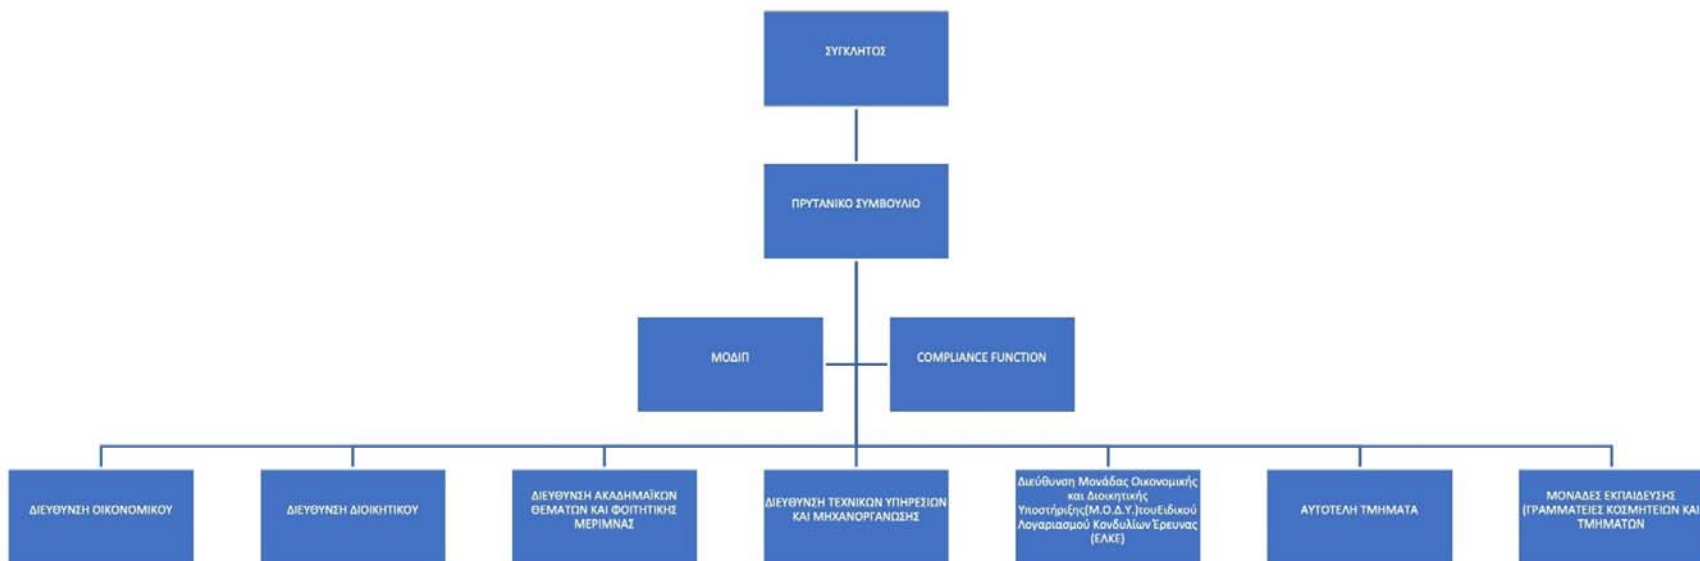 ΣΥΓΚΛΗΤΟΣ
ΠΡΥΤΑΝΙΚΟ ΣΥΜΒΟΥΛΙΟ
ΜΟΔΙΠ
COMPLIANCE FUNCTION
ΔΙΕΥΘΥΝΣΗ ΟΙΚΟΝΟΜΙΚΟΥ
ΔΙΕΥΘΥΝΣΗ ΔΙΟΙΚΗΤΙΚΟΥ
ΔΙΕΥΘΥΝΣΗ ΑΚΑΔΗΜΑΪΚΩΝ
ΘΕΜΑΤΩΝ ΚΑΙ ΦΟΙΤΗΤΙΚΗΣ
ΜΕΡΙΜΝΑΣ
ΔΙΕΥΘΥΝΣΗ ΤΕΧΝΙΚΩΝ ΥΠΗΡΕΣΙΩΝ
ΚΑΙ ΜΗΧΑΝΟΡΓΑΝΩΣΗΣ
Διεύθυνση Μονάδας Οικονομικής
και Διοικητικής
Υποστήριξης(Μ.Ο.Δ.Υ.)τουΕιδικού
Λογαριασμού Κονδυλίων Έρευνας
(ΕΛΚΕ)
ΑΥΤΟΤΕΛΗ ΤΜΗΜΑΤΑ
ΜΟΝΑΔΕΣ ΕΚΠΑΙΔΕΥΣΗΣ
(ΓΡΑΜΜΑΤΕΙΕΣ ΚΟΣΜΗΤΕΙΩΝ ΚΑΙ
ΤΜΗΜΑΤΩΝ